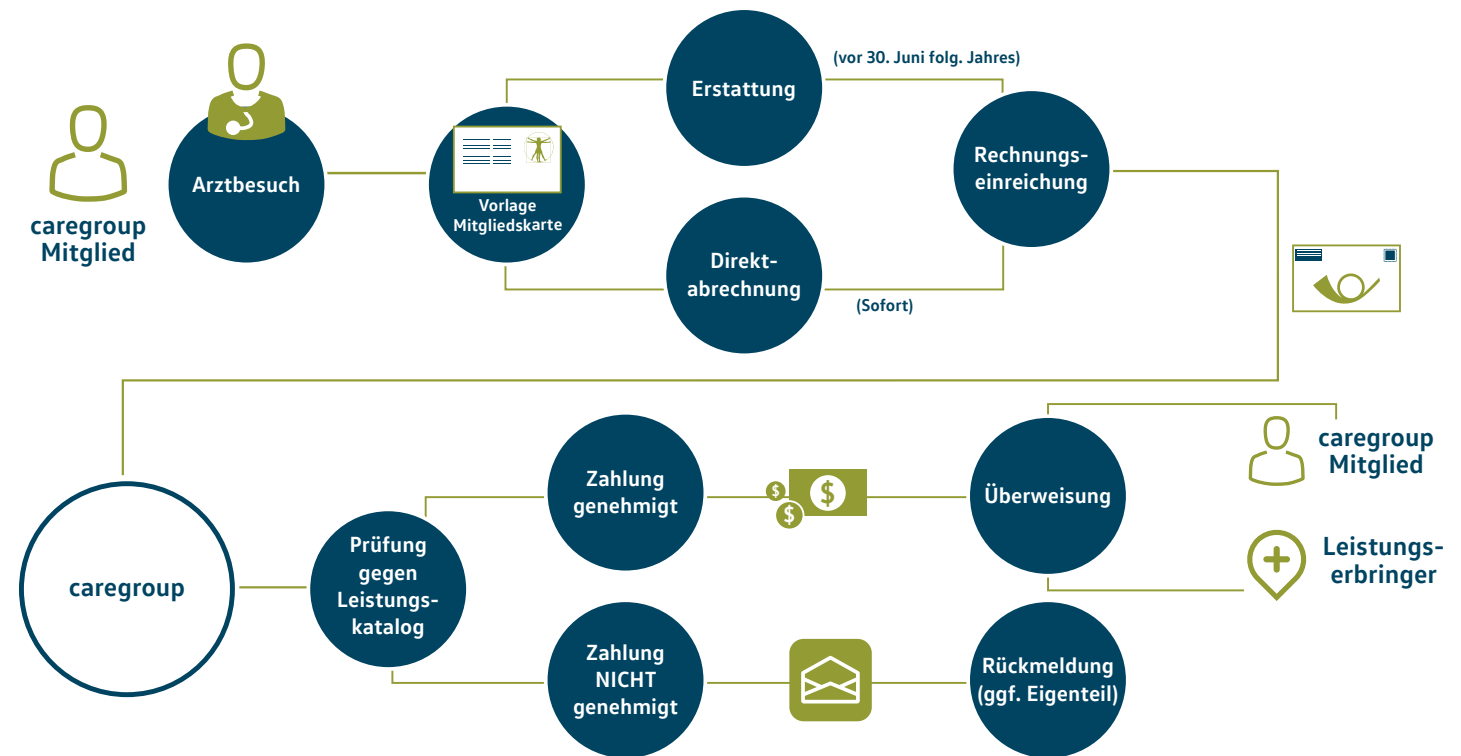 caregroup
Mitglied
Arztbesuch
Vorlage
Mitgliedskarte
Erstattung
(vor 30. Juni folg. Jahres)
Direkt-
abrechnung
(Sofort)
Rechnungs-
einreichung
caregroup
Prüfung
gegen
Leistungs-
katalog
Zahlung
genehmigt
$
$
$
Überweisung
caregroup
Mitglied
Leistungs-
erbringer
Zahlung
NICHT
genehmigt
Rückmeldung
(ggf. Eigenteil)